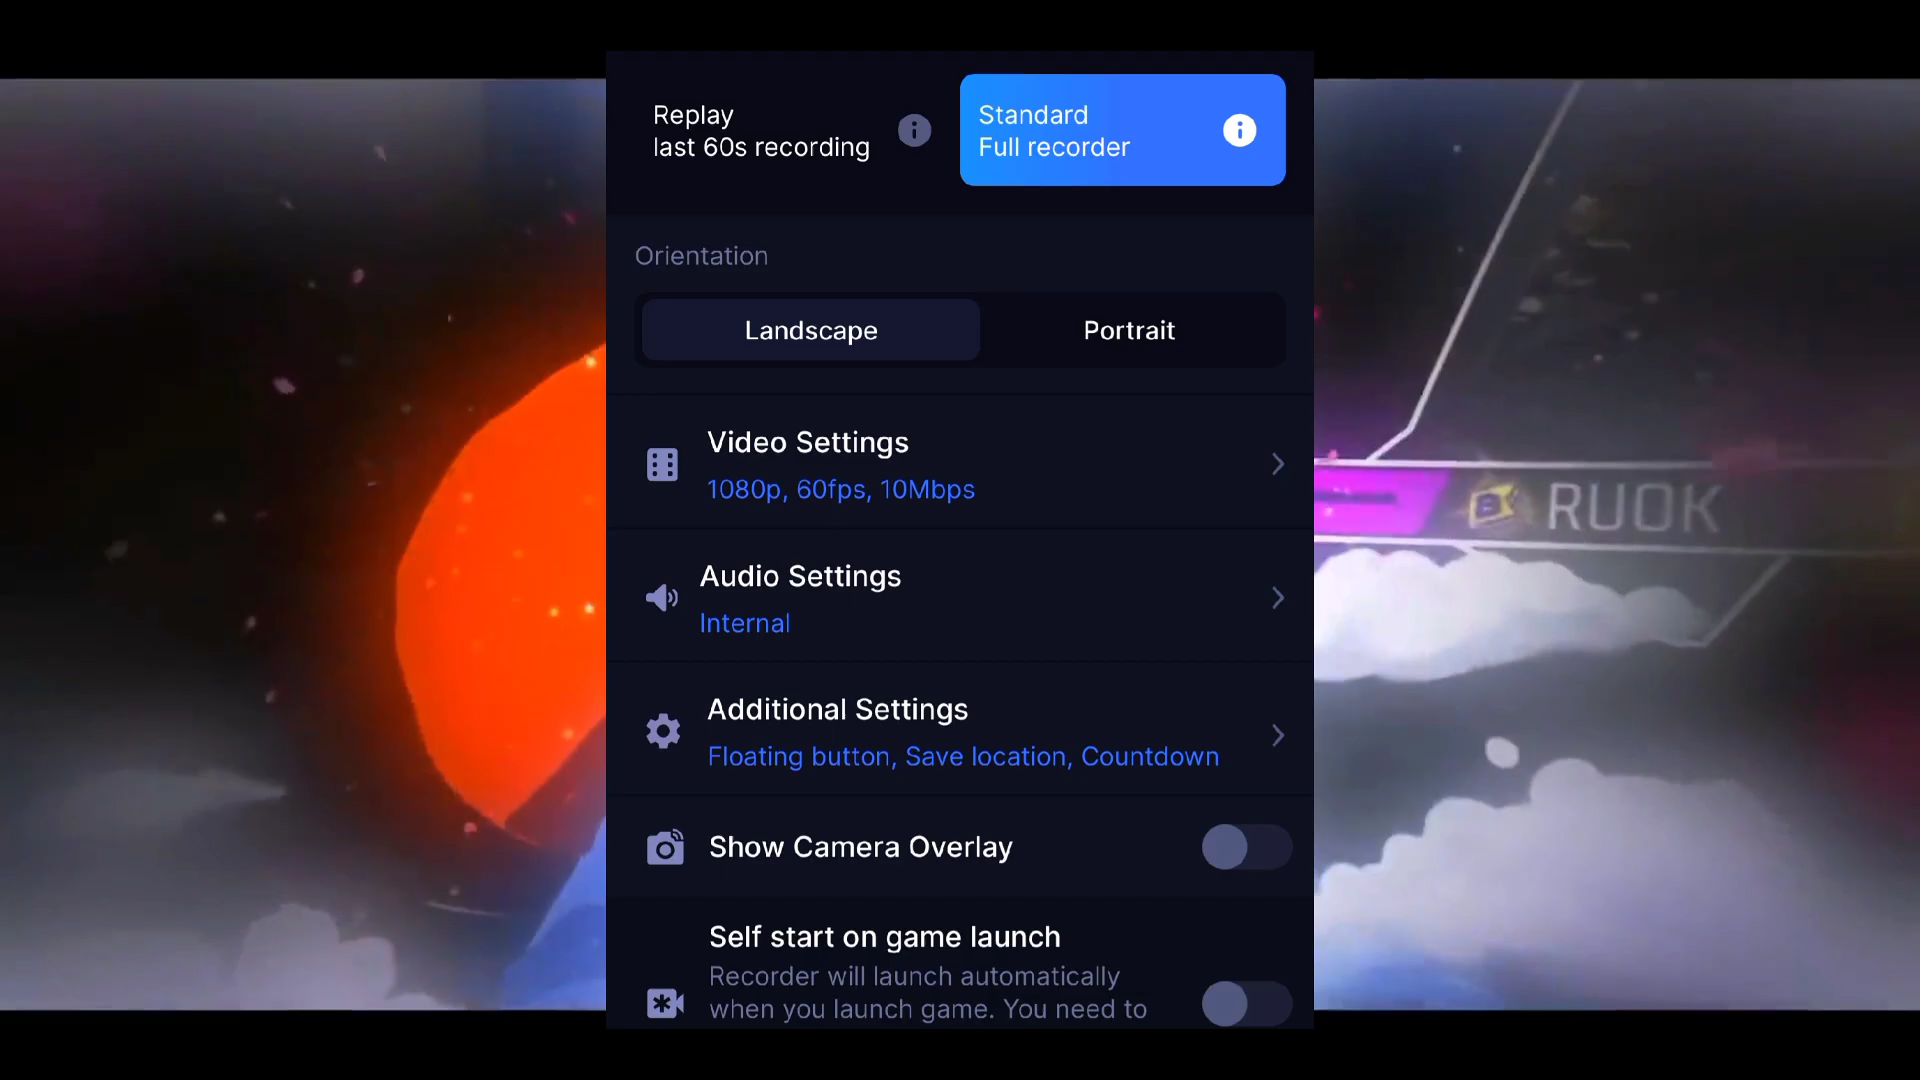 Replay
last 60s recording
Standard
Full recorder
Orientation
Landscape
Portrait
Video Settings
1080p, 60fps, 10Mbps
Audio Settings
Internal
Additional Settings
Floating button, Save location, Countdown
Show Camera Overlay
Self start on game launch
Recorder will launch automatically
when you launch game. You need to
RUOK